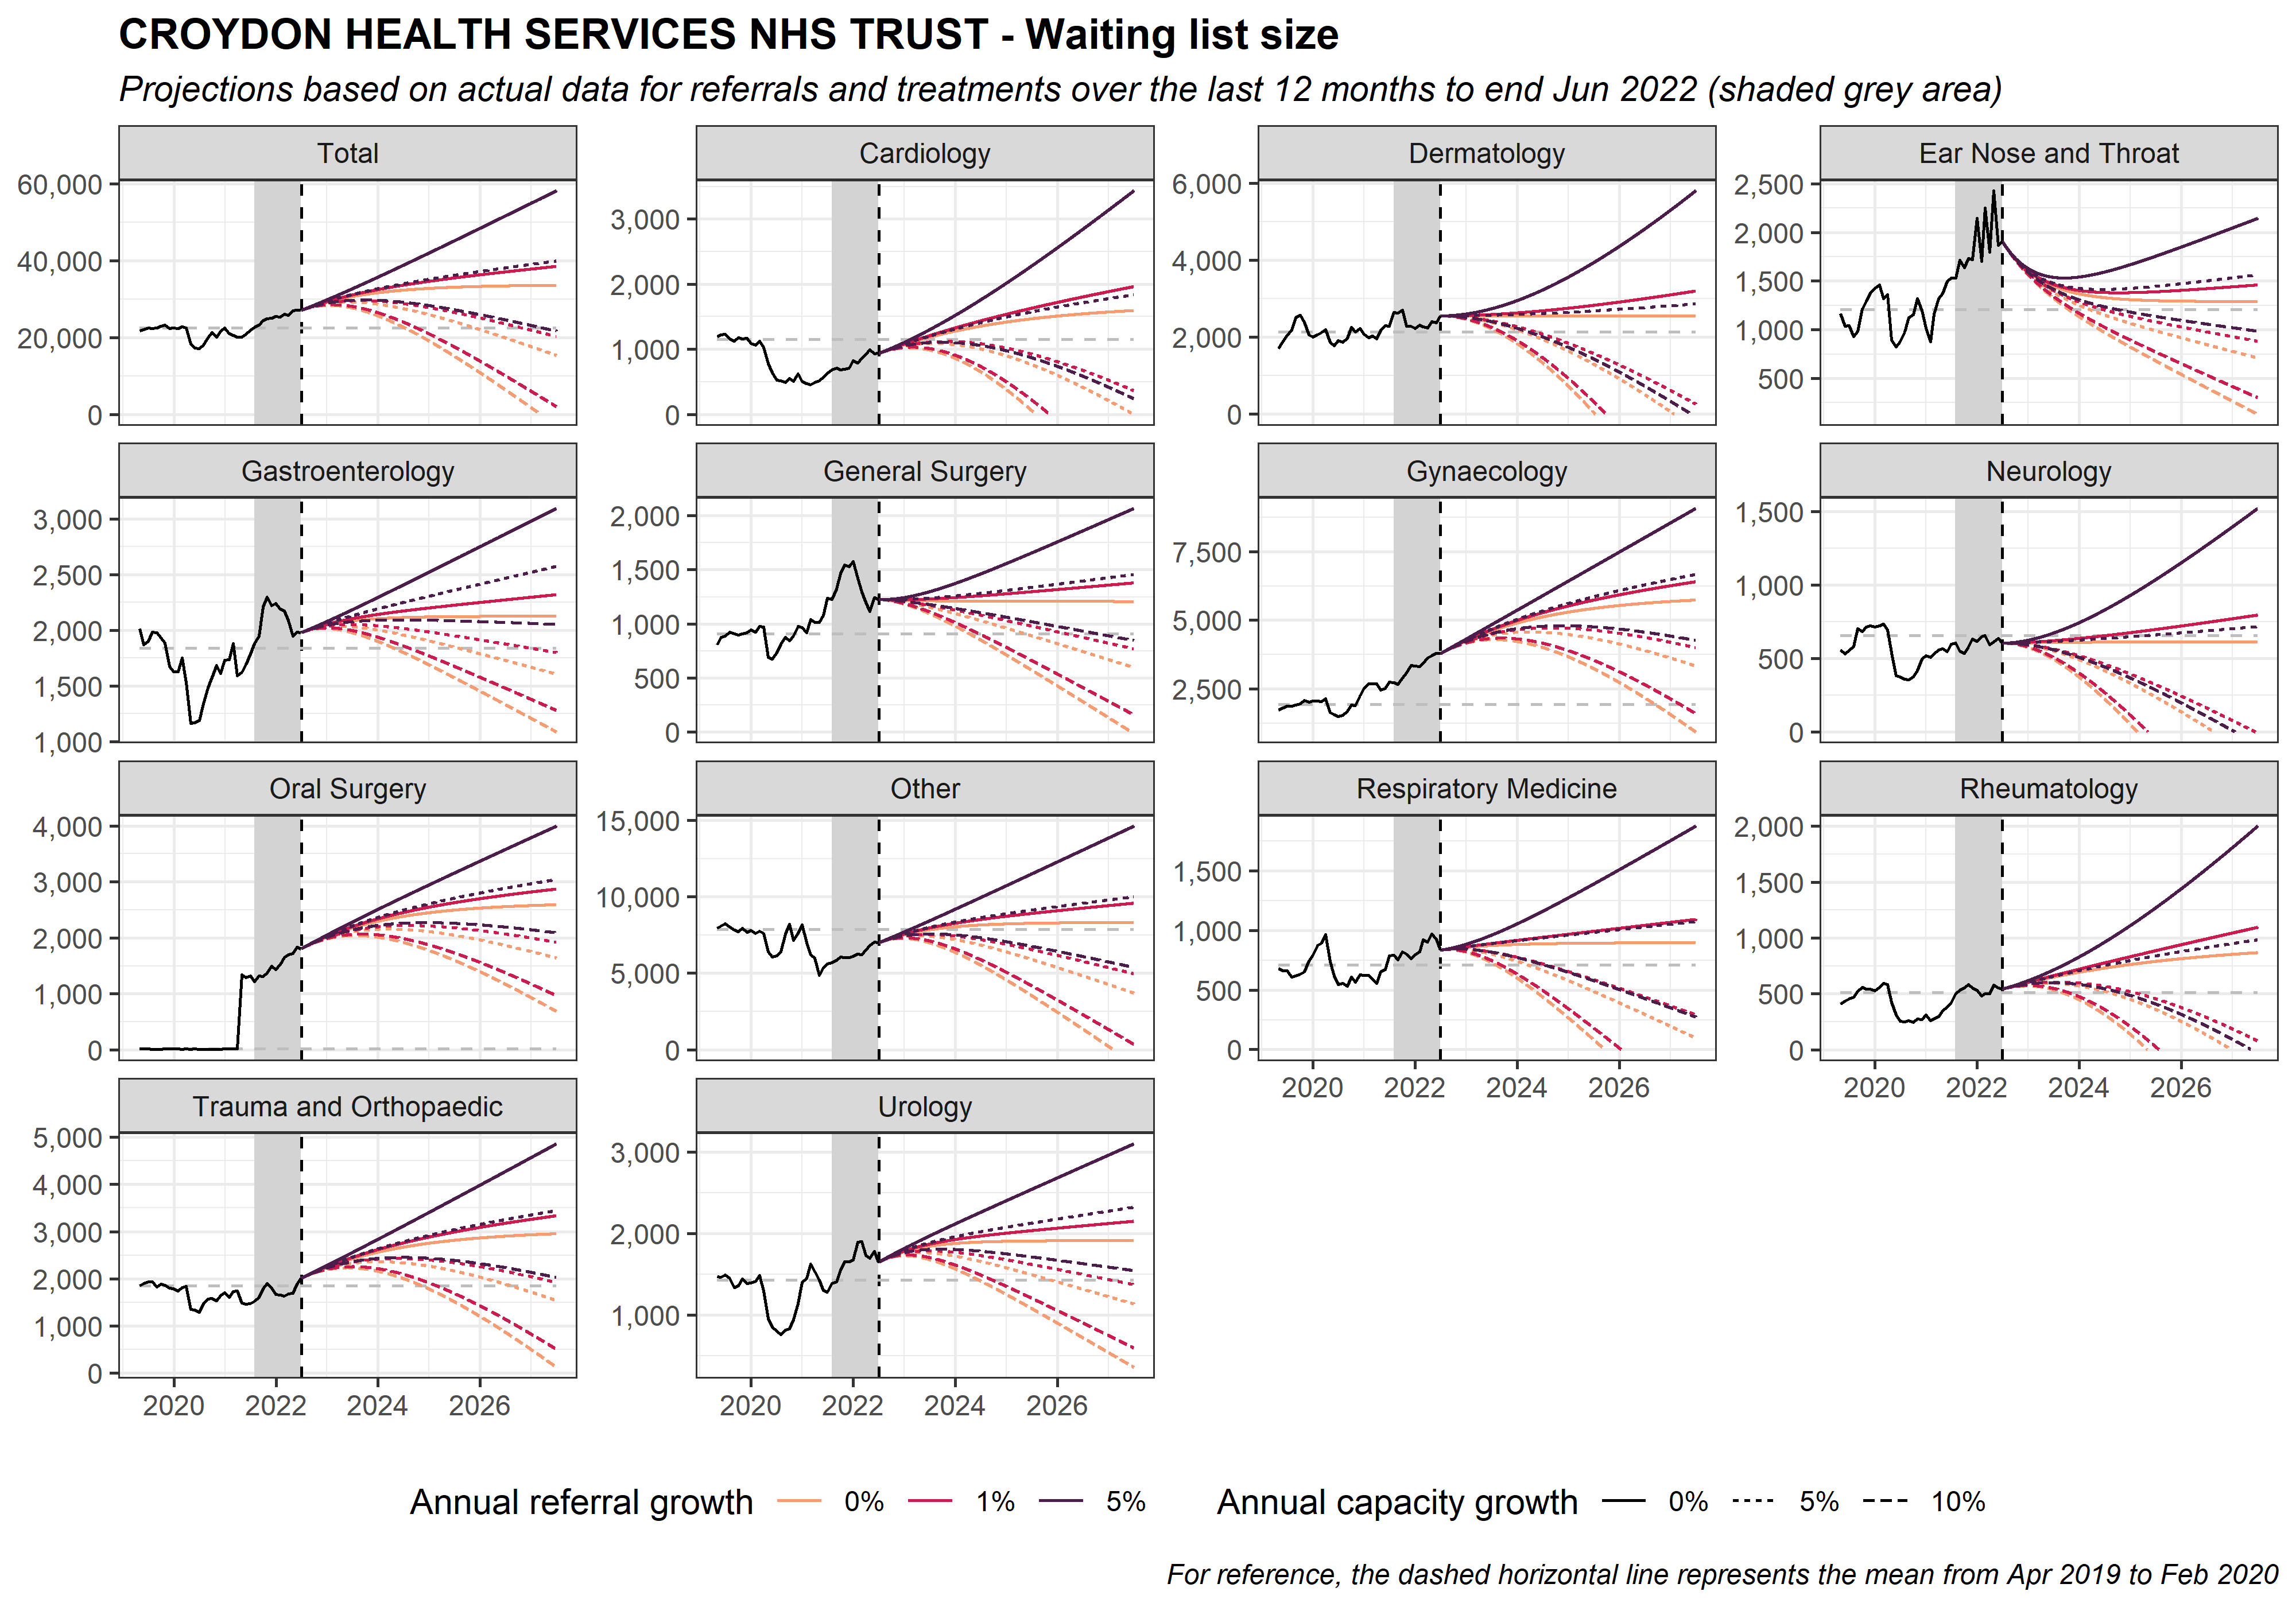 CROYDON HEALTH SERVICES NHS TRUST - Waiting list size
Projections based on actual data for referrals and treatments over the last 12 months to end Jun 2022 (shaded grey area)
Total
60,000
40,000
20,000
0
Cardiology
3,000
2,000
1,000
0
Dermatology
6,000
4,000
2,000
0
Ear Nose and Throat
2,500
2,000
1,500
1,000
500
Gastroenterology
3,000
2,500
2,000
1,500
1,000
General Surgery
2,000
1,500
1,000
500
0
Gynaecology
7,500
5,000
2,500
Neurology
1,500
1,000
500
0
Oral Surgery
4,000
3,000
2,000
1,000
0
Other
15,000
10,000
5,000
0
Respiratory Medicine
1,500
1,000
500
0
2020 2022 2024 2026
Rheumatology
2,000
1,500
1,000
500
0
2020 2022 2024 2026
Trauma and Orthopaedic
5,000
4,000
3,000
2,000
1,000
0
2020 2022 2024 2026
Urology
3,000
2,000
1,000
2020 2022 2024 2026
Annual referral growth 0% 1% 5% Annual capacity growth 0% 5% 10%
For reference, the dashed horizontal line represents the mean from Apr 2019 to Feb 2020